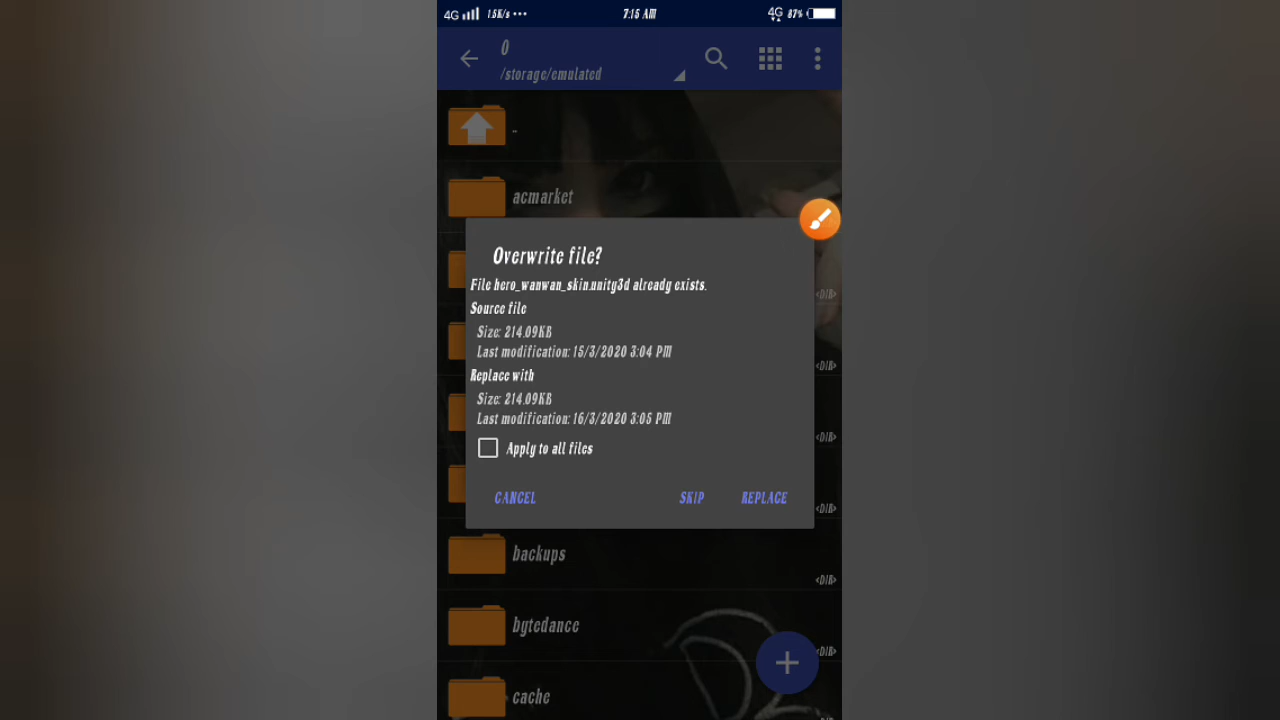 4G 1.5K/s ••• 7:15 AM 4G 87%
0
/storage/emulated
..
acmarket
Overwrite file?
File hero_wanwan_skin.unity3d already exists.
<DIR>
Source file
Size: 214.09KB
Last modification: 15/3/2020 3:04 PM
<DIR>
Replace with
Size: 214.09KB
Last modification: 16/3/2020 3:05 PM
<DIR>
Apply to all files
CANCEL SKIP REPLACE
<DIR>
backups
<DIR>
bytedance
<DIR>
cache